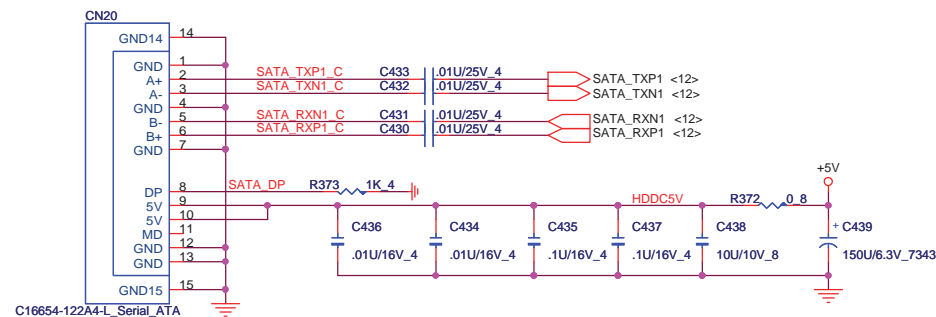 CN20
GND14 14
GND 1
A+ 2 SATA_TXP1_C C433 .01U/25V_4 SATA_TXP1 <12>
A- 3 SATA_TXN1_C C432 .01U/25V_4 SATA_TXN1 <12>
GND 4
B- 5 SATA_RXN1_C C431 .01U/25V_4 SATA_RXN1 <12>
B+ 6 SATA_RXP1_C C430 .01U/25V_4 SATA_RXP1 <12>
GND 7
+5V
DP 8 SATA_DP R373 1K_4
5V 9 HDDC5V R372 0_8
5V 10
MD 11
C436 C434 C435 C437 C438 + C439
GND 12
.01U/16V_4 .01U/16V_4 .1U/16V_4 .1U/16V_4 10U/10V_8 150U/6.3V_7343
GND 13
GND15 15
C16654-122A4-L_Serial_ATA